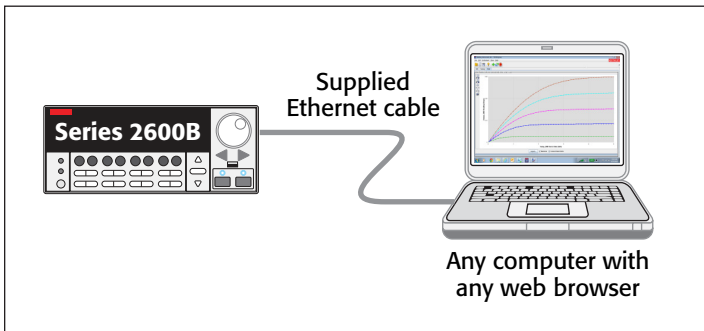 Supplied
Ethernet cable
Series 2600B
Any computer with
any web browser